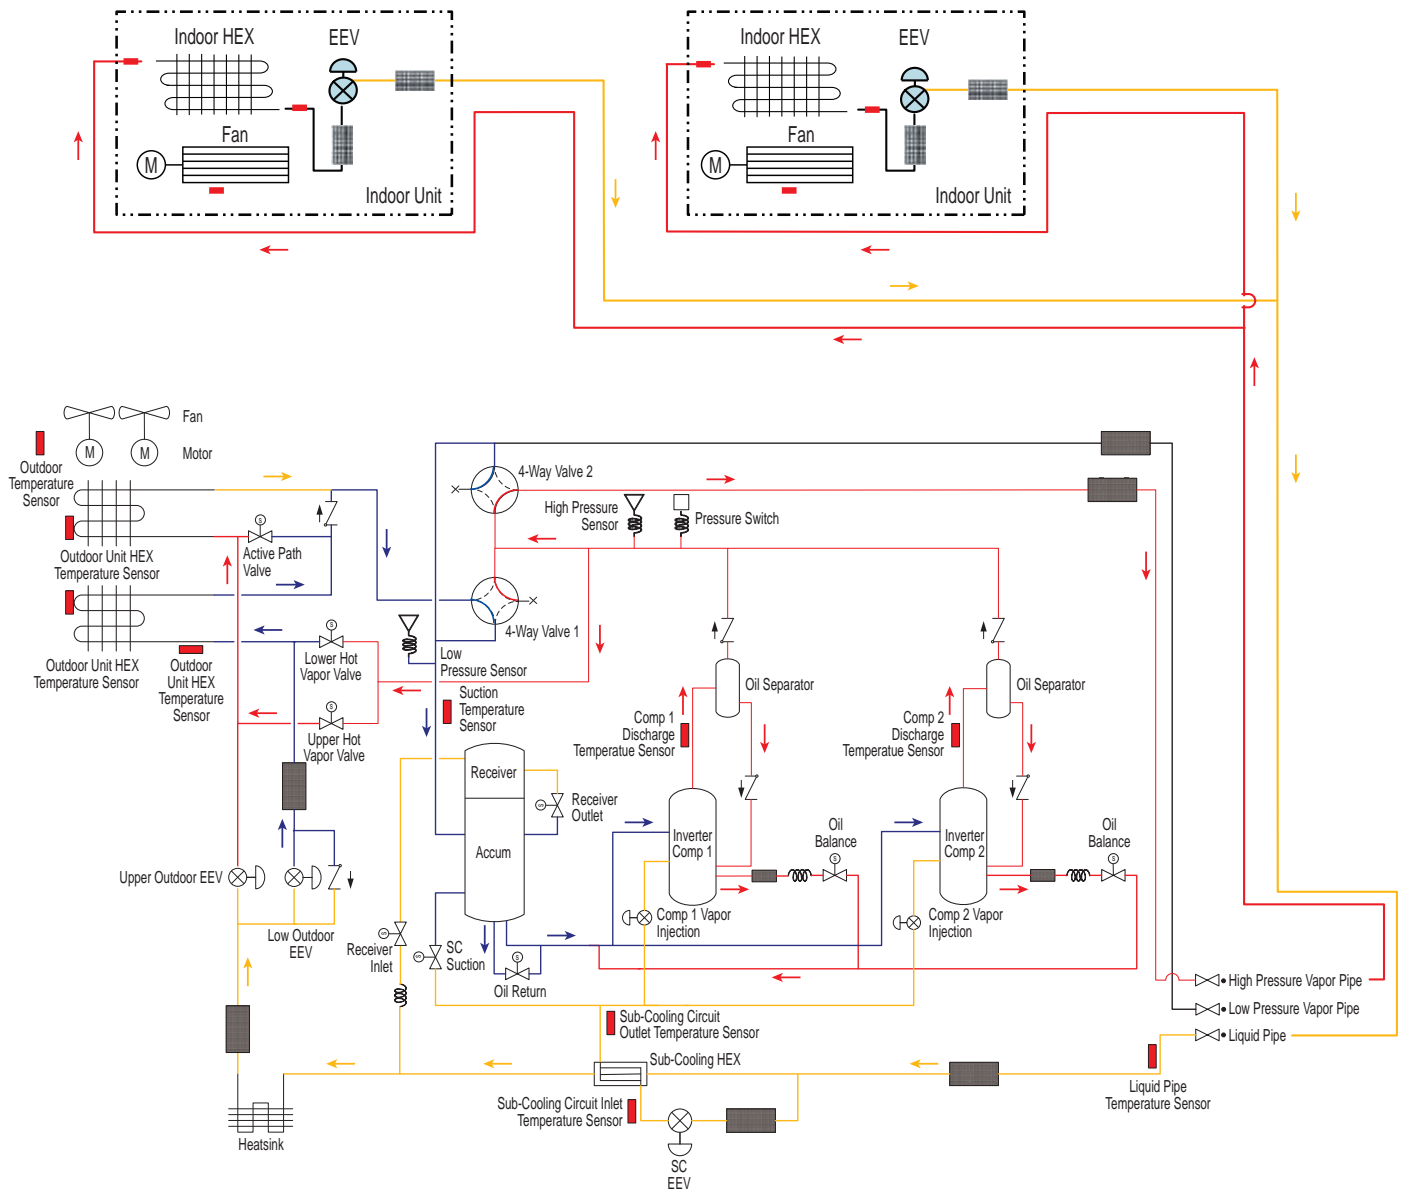 Indoor HEX
EEV
Fan
M
Indoor Unit
Indoor HEX
EEV
Fan
M
Indoor Unit
Fan
M
M
Motor
Outdoor
Temperature
Sensor
Outdoor Unit HEX
Temperature Sensor
S
Active Path
Valve
Outdoor Unit HEX
Temperature Sensor
Outdoor
Unit HEX
Temperature
Sensor
S
Lower Hot
Vapor Valve
S
Upper Hot
Vapor Valve
4-Way Valve 2
High Pressure
Sensor
Pressure Switch
4-Way Valve 1
Low
Pressure Sensor
Suction
Temperature
Sensor
Oil Separator
Oil Separator
Comp 1
Discharge
Temperatue Sensor
Comp 2
Discharge
Temperatue Sensor
Receiver
S
Receiver
Outlet
Accum
Inverter
Comp 1
Oil
Balance
S
Inverter
Comp 2
Oil
Balance
S
Upper Outdoor EEV
Low Outdoor
EEV
S
Receiver
Inlet
S
SC
Suction
S
Oil Return
Comp 1 Vapor
Injection
Comp 2 Vapor
Injection
High Pressure Vapor Pipe
Low Pressure Vapor Pipe
Liquid Pipe
Sub-Cooling Circuit
Outlet Temperature Sensor
Sub-Cooling HEX
Liquid Pipe
Temperature Sensor
Sub-Cooling Circuit Inlet
Temperature Sensor
Heatsink
SC
EEV